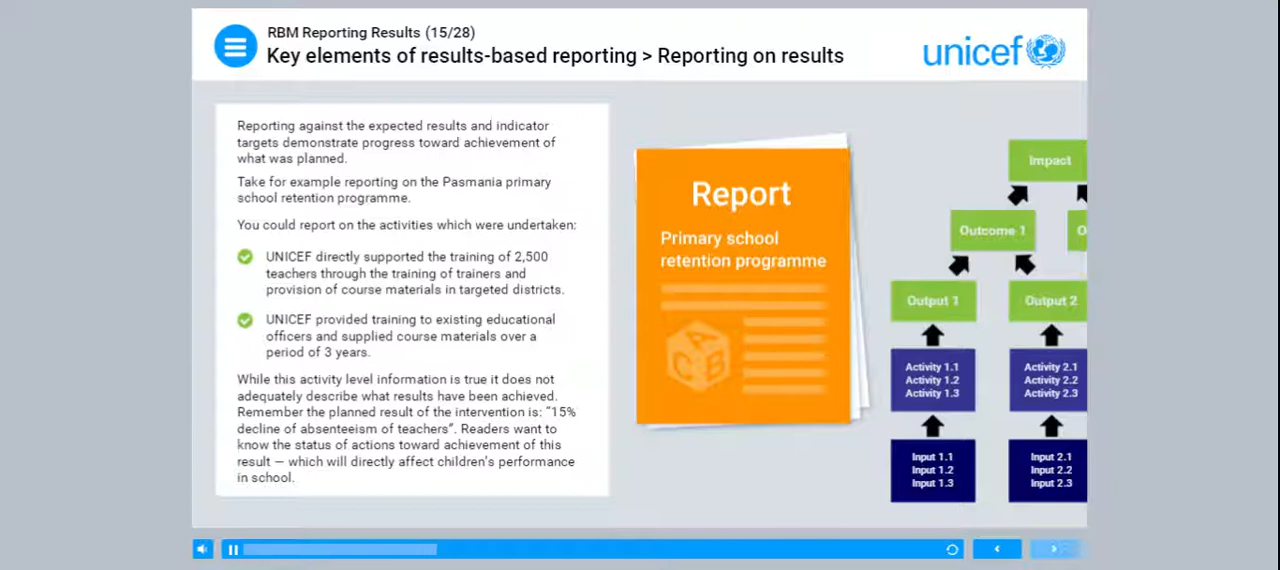 RBM Reporting Results (15/28)
Key elements of results-based reporting > Reporting on results
unicef
Reporting against the expected results and indicator
targets demonstrate progress toward achievement of
what was planned.
Take for example reporting on the Pasmania primary
school retention programme.
You could report on the activities which were undertaken:
UNICEF directly supported the training of 2,500
teachers through the training of trainers and
provision of course materials in targeted districts.
UNICEF provided training to existing educational
officers and supplied course materials over a
period of 3 years.
While this activity level information is true it does not
adequately describe what results have been achieved.
Remember the planned result of the intervention is: “15%
decline of absenteeism of teachers”. Readers want to
know the status of actions toward achievement of this
result – which will directly affect children's performance
in school.
Report
Primary school
retention programme
A
C B
Impact
Outcome 1
O
Output 1
Output 2
Activity 1.1
Activity 1.2
Activity 1.3
Activity 2.1
Activity 2.2
Activity 2.3
Input 1.1
Input 1.2
Input 1.3
Input 2.1
Input 2.2
Input 2.3